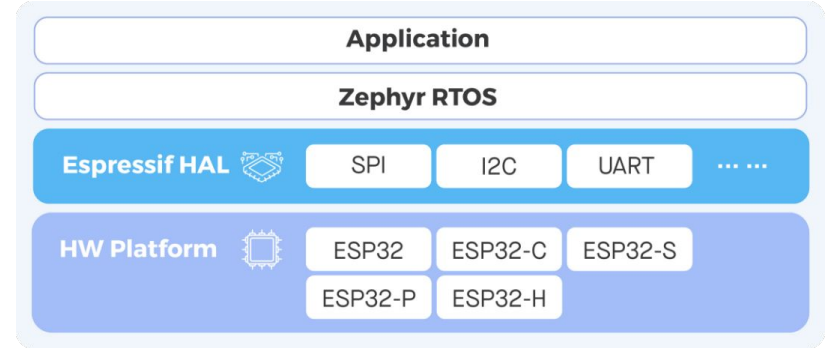 Application
Zephyr RTOS
Espressif HAL SPI I2C UART ... ...
HW Platform ESP32 ESP32-C ESP32-S
ESP32-P ESP32-H